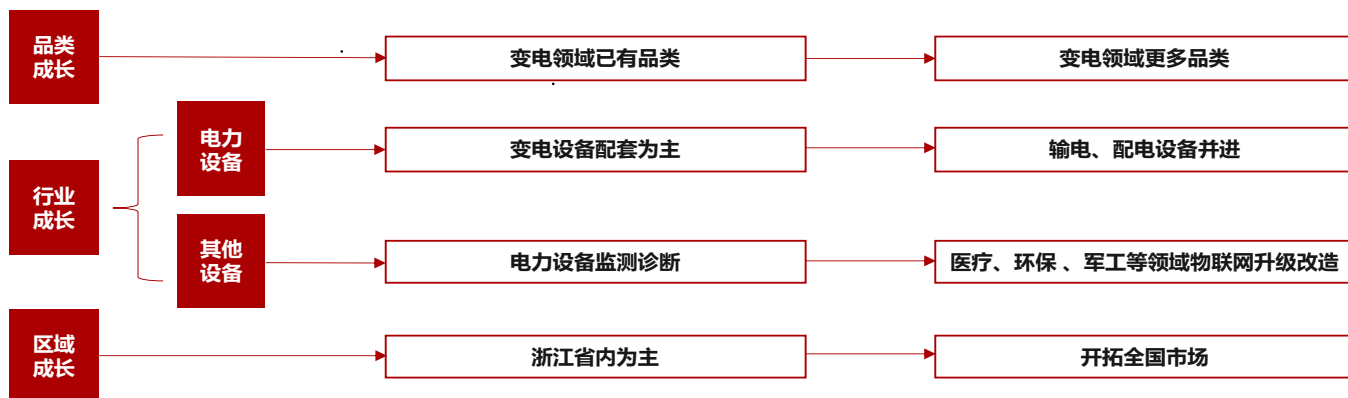 品类
成长
变电领域已有品类
变电领域更多品类
行业
成长
电力
设备
变电设备配套为主
输电、配电设备并进
其他
设备
电力设备监测诊断
医疗、环保 、军工等领域物联网升级改造
区域
成长
浙江省内为主
开拓全国市场